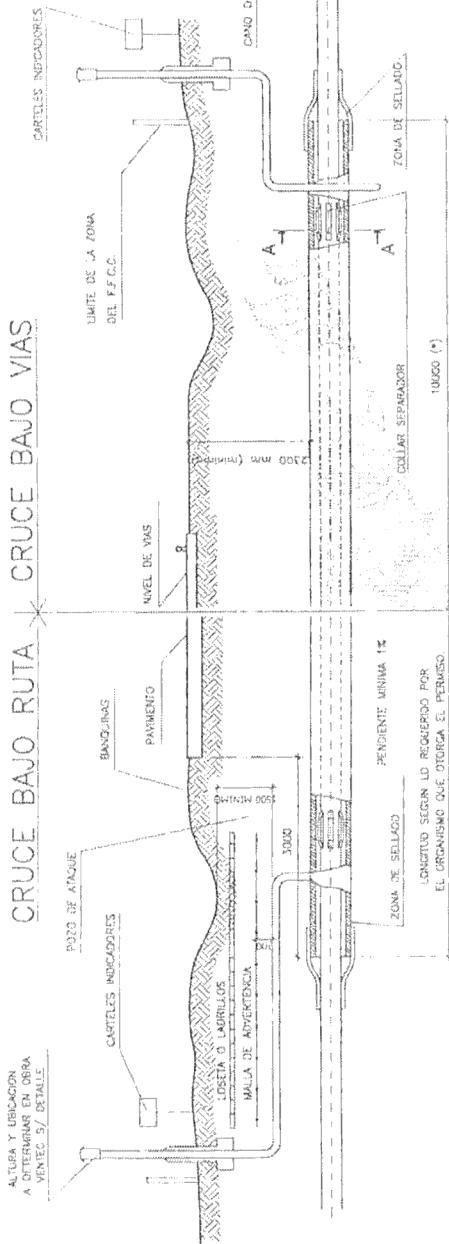 CRUCE BAJO RUTA
CRUCE BAJO VIAS
ALTURA Y UBICACION
A DETERMINAR EN OBRA
VENTEO S/ DETALLE
CARTELES INDICADORES
POZO DE ATAQUE
BANQUINAS
PAVIMENTO
NIVEL DE VIAS
LIMITE DE LA ZONA
DEL F.F.C.C.
CARTELES INDICADORES
LOSETA O LADRILLOS
MALLA DE ADVERTENCIA
1500 MINIMO
3000
2300 mm (minimo)
A
A
ZONA DE SELLADO
PENDIENTE MINIMA 1%
LONGITUD SEGUN LO REQUERIDO POR
EL ORGANISMO QUE OTORGA EL PERMISO.
COLLAR SEPARADOR
10000 (*)
ZONA DE SELLADO
CAÑO D